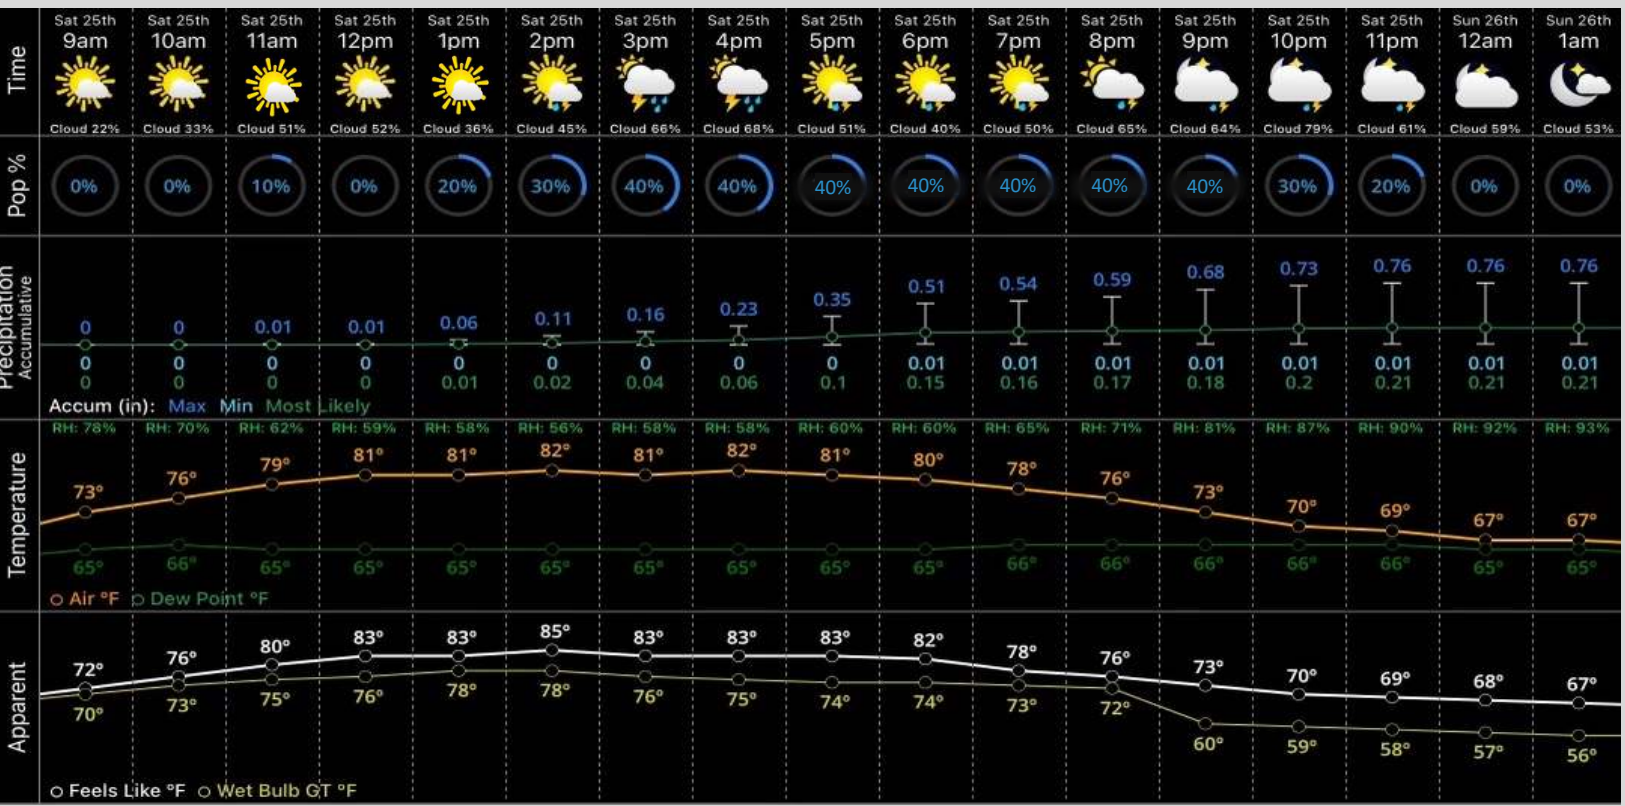 Time
Sat 25th Sat 25th Sat 25th Sat 25th Sat 25th Sat 25th Sat 25th Sat 25th Sat 25th Sat 25th Sat 25th Sat 25th Sat 25th Sat 25th Sat 25th Sun 26th Sun 26th
9am 10am 11am 12pm 1pm 2pm 3pm 4pm 5pm 6pm 7pm 8pm 9pm 10pm 11pm 12am 1am
Cloud 22% Cloud 33% Cloud 51% Cloud 52% Cloud 36% Cloud 45% Cloud 66% Cloud 68% Cloud 51% Cloud 40% Cloud 50% Cloud 65% Cloud 64% Cloud 79% Cloud 61% Cloud 59% Cloud 53%
Pop %
0% 0% 10% 0% 20% 30% 40% 40% 40% 40% 40% 40% 40% 30% 20% 0% 0%
Precipitation
Accumulative
0 0 0.01 0.01 0.06 0.11 0.16 0.23 0.35 0.51 0.54 0.59 0.68 0.73 0.76 0.76 0.76
0 0 0 0 0 0 0 0 0 0.01 0.01 0.01 0.01 0.01 0.01 0.01 0.01
0 0 0 0 0.01 0.02 0.04 0.06 0.1 0.15 0.16 0.17 0.18 0.2 0.21 0.21 0.21
Accum (in): Max Min Most Likely
Temperature
RH: 78% RH: 70% RH: 62% RH: 59% RH: 58% RH: 56% RH: 58% RH: 58% RH: 60% RH: 60% RH: 65% RH: 71% RH: 81% RH: 87% RH: 90% RH: 92% RH: 93%
73° 76° 79° 81° 81° 82° 81° 82° 81° 80° 78° 76° 73° 70° 69° 67° 67°
65° 66° 65° 65° 65° 65° 65° 65° 65° 65° 66° 66° 66° 66° 66° 65° 65°
Air °F Dew Point °F
Apparent
72° 76° 80° 83° 83° 85° 83° 83° 83° 82° 78° 76° 73° 70° 69° 68° 67°
70° 73° 75° 76° 78° 78° 76° 75° 74° 74° 73° 72° 60° 59° 58° 57° 56°
Feels Like °F Wet Bulb GT °F